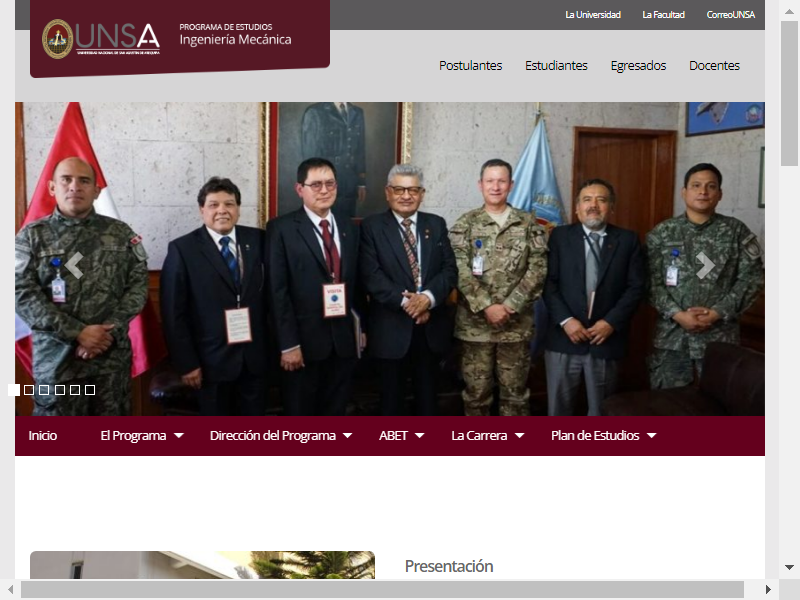 La Universidad
La Facultad
CorreoUNSA
UNSA
UNIVERSIDAD NACIONAL DE SAN AGUSTÍN DE AREQUIPA
PROGRAMA DE ESTUDIOS
Ingeniería Mecánica
Postulantes
Estudiantes
Egresados
Docentes
VISITA
Inicio
El Programa
Dirección del Programa
ABET
La Carrera
Plan de Estudios
Presentación